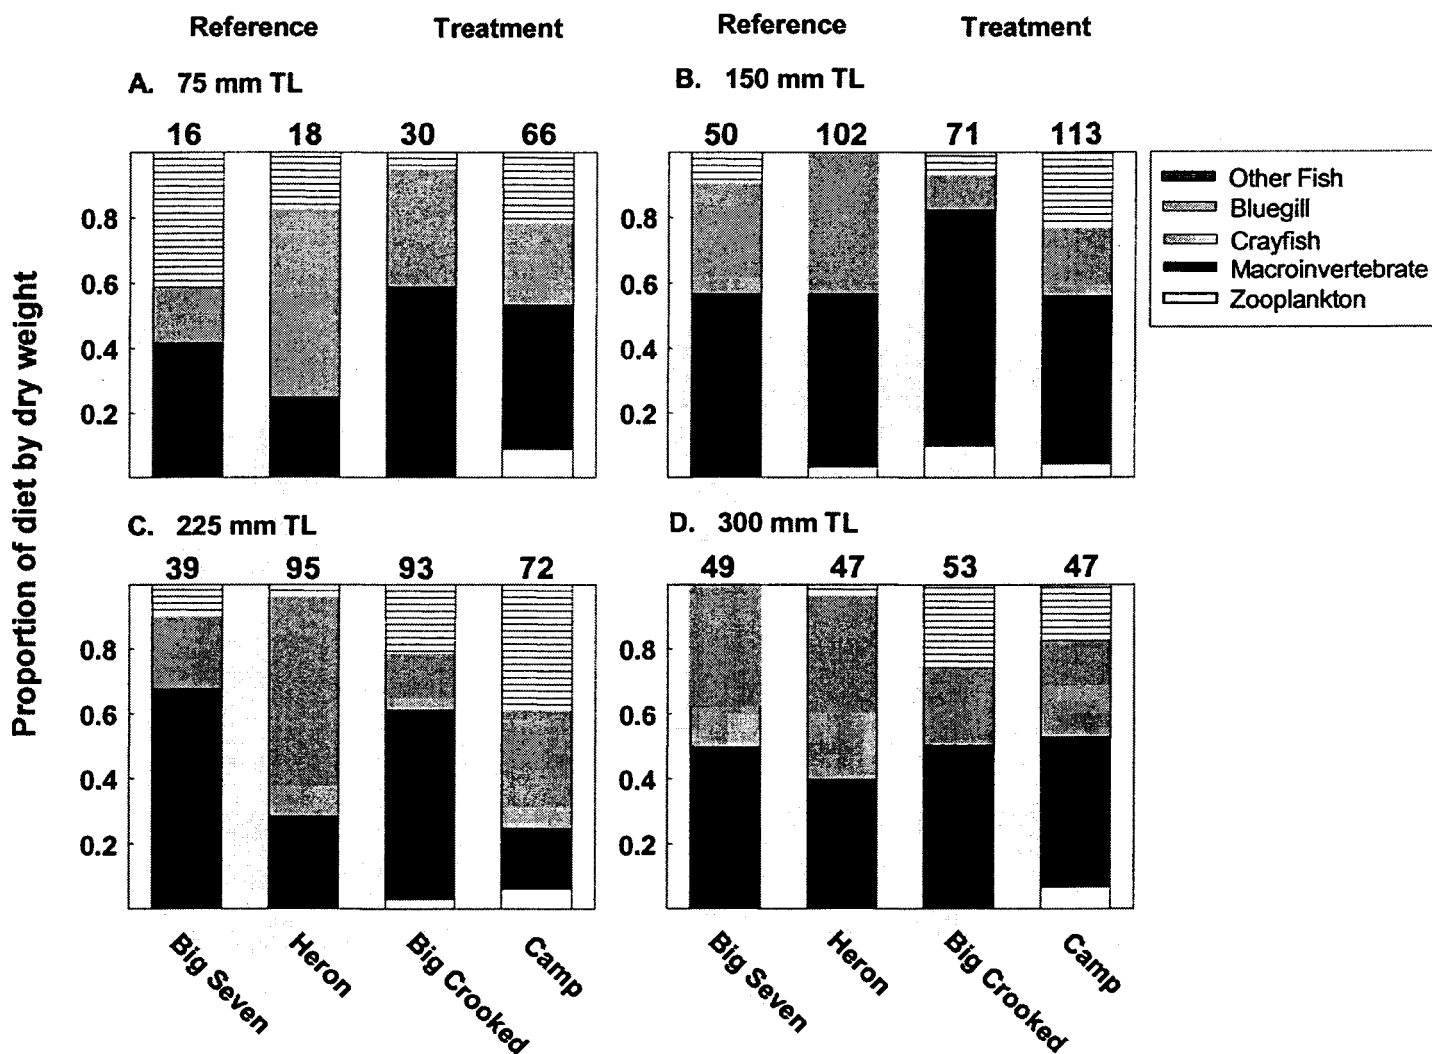 Reference Treatment Reference Treatment
A. 75 mm TL
B. 150 mm TL
16 18 30 66
50 102 71 113
0.8
0.6
0.4
0.2
0.8
0.6
0.4
0.2
Other Fish
Bluegill
Crayfish
Macroinvertebrate
Zooplankton
Proportion of diet by dry weight
C. 225 mm TL
D. 300 mm TL
39 95 93 72
49 47 53 47
0.8
0.6
0.4
0.2
0.8
0.6
0.4
0.2
Big Seven
Heron
Big Crooked
Camp
Big Seven
Heron
Big Crooked
Camp